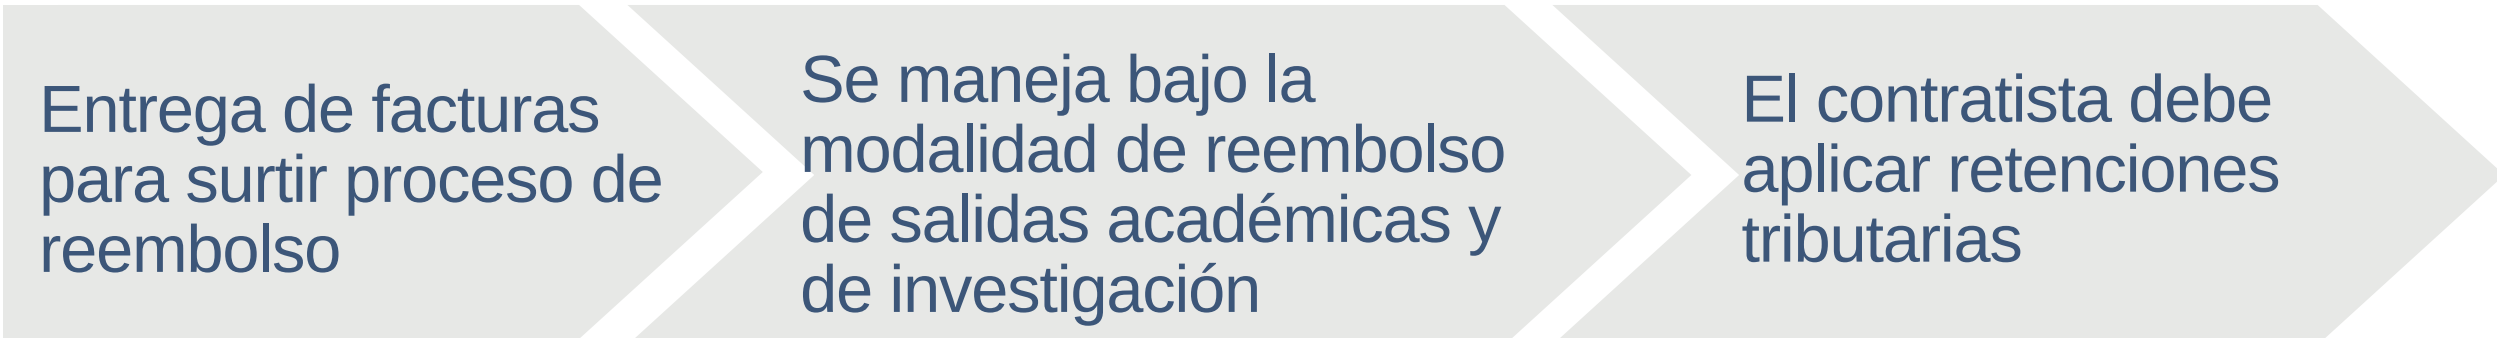 Entrega de facturas
para surtir proceso de
reembolso
Se maneja bajo la
modalidad de reembolso
de salidas académicas y
de investigación
El contratista debe
aplicar retenciones
tributarias